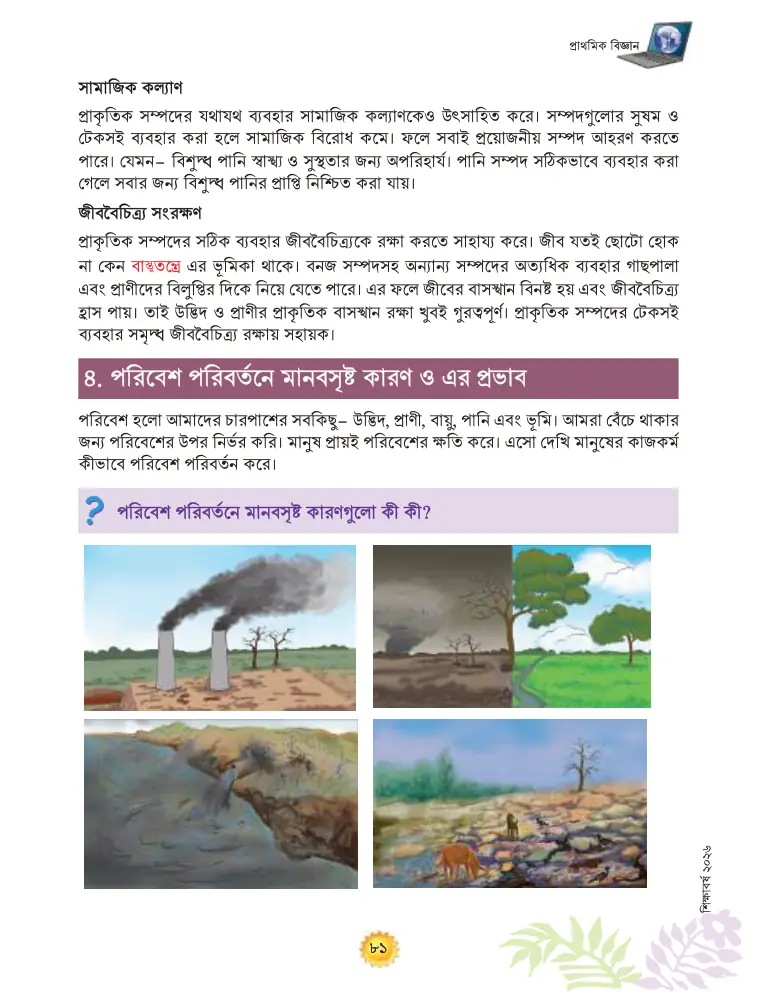 প্রাথমিক বিজ্ঞান
সামাজিক কল্যাণ
প্রাকৃতিক সম্পদের যথাযথ ব্যবহার সামাজিক কল্যাণকেও উৎসাহিত করে। সম্পদগুলোর সুষম ও
টেকসই ব্যবহার করা হলে সামাজিক বিরোধ কমে। ফলে সবাই প্রয়োজনীয় সম্পদ আহরণ করতে
পারে। যেমন– বিশুদ্ধ পানি স্বাস্থ্য ও সুস্থতার জন্য অপরিহার্য। পানি সম্পদ সঠিকভাবে ব্যবহার করা
গেলে সবার জন্য বিশুদ্ধ পানির প্রাপ্তি নিশ্চিত করা যায়।
জীববৈচিত্র্য সংরক্ষণ
প্রাকৃতিক সম্পদের সঠিক ব্যবহার জীববৈচিত্র্যকে রক্ষা করতে সাহায্য করে। জীব যতই ছোটো হোক
না কেন বাস্তুতন্ত্রে এর ভূমিকা থাকে। বনজ সম্পদসহ অন্যান্য সম্পদের অত্যধিক ব্যবহার গাছপালা
এবং প্রাণীদের বিলুপ্তির দিকে নিয়ে যেতে পারে। এর ফলে জীবের বাসস্থান বিনষ্ট হয় এবং জীববৈচিত্র্য
হ্রাস পায়। তাই উদ্ভিদ ও প্রাণীর প্রাকৃতিক বাসস্থান রক্ষা খুবই গুরত্বপূর্ণ। প্রাকৃতিক সম্পদের টেকসই
ব্যবহার সমৃদ্ধ জীববৈচিত্র্য রক্ষায় সহায়ক।
৪. পরিবেশ পরিবর্তনে মানবসৃষ্ট কারণ ও এর প্রভাব
পরিবেশ হলো আমাদের চারপাশের সবকিছু– উদ্ভিদ, প্রাণী, বায়ু, পানি এবং ভূমি। আমরা বেঁচে থাকার
জন্য পরিবেশের উপর নির্ভর করি। মানুষ প্রায়ই পরিবেশের ক্ষতি করে। এসো দেখি মানুষের কাজকর্ম
কীভাবে পরিবেশ পরিবর্তন করে।
? পরিবেশ পরিবর্তনে মানবসৃষ্ট কারণগুলো কী কী?
শিক্ষাবর্ষ ২০২৬
৮১